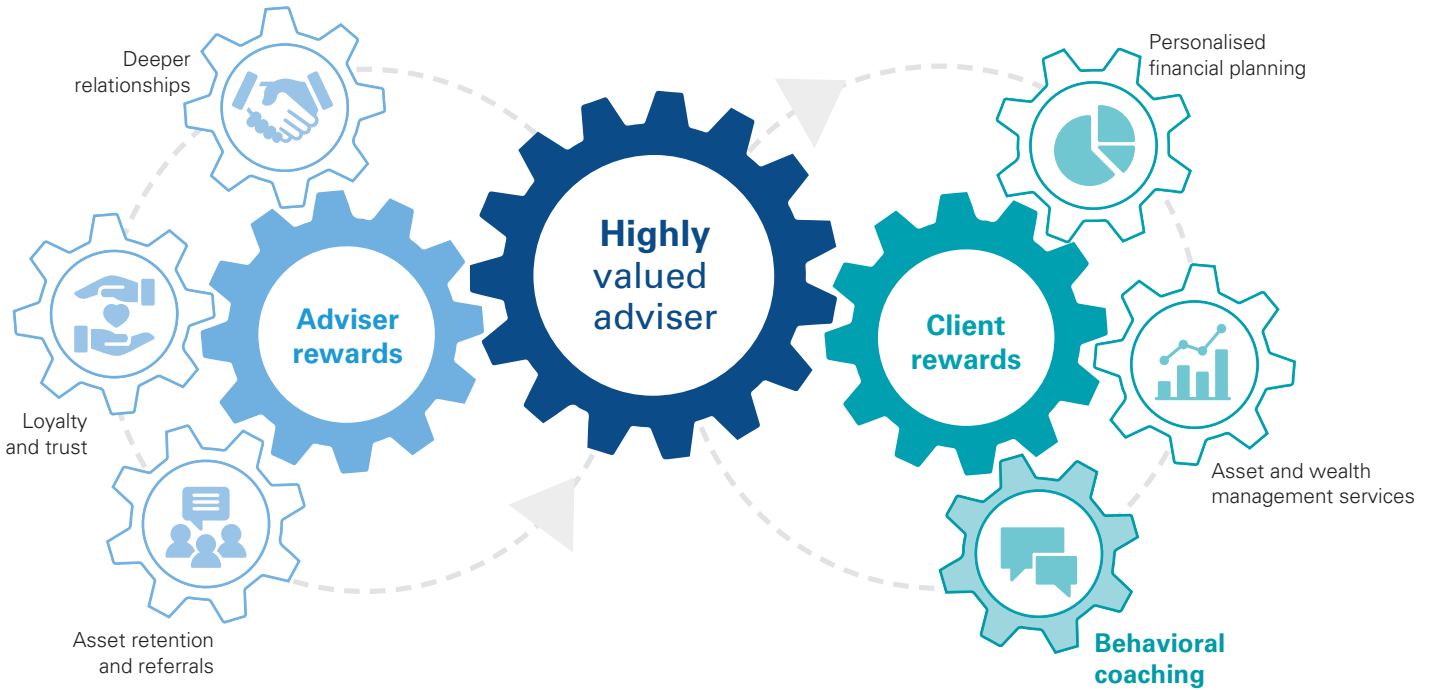 Deeper
relationships
Loyalty
and trust
Asset retention
and referrals
Adviser
rewards
Highly
valued
adviser
Client
rewards
Personalised
financial planning
Asset and wealth
management services
Behavioral
coaching